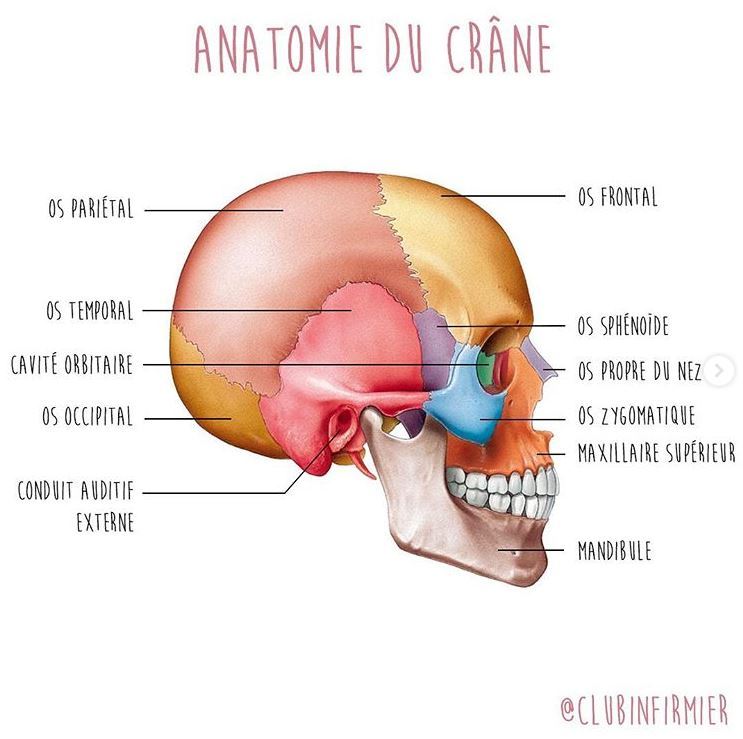 ANATOMIE DU CRÂNE
OS PARIÉTAL
OS TEMPORAL
CAVITÉ ORBITAIRE
OS OCCIPITAL
CONDUIT AUDITIF
EXTERNE
OS FRONTAL
OS SPHÉNOÏDE
OS PROPRE DU NEZ
OS ZYGOMATIQUE
MAXILLAIRE SUPÉRIEUR
MANDIBULE
@CLUBINFIRMIER